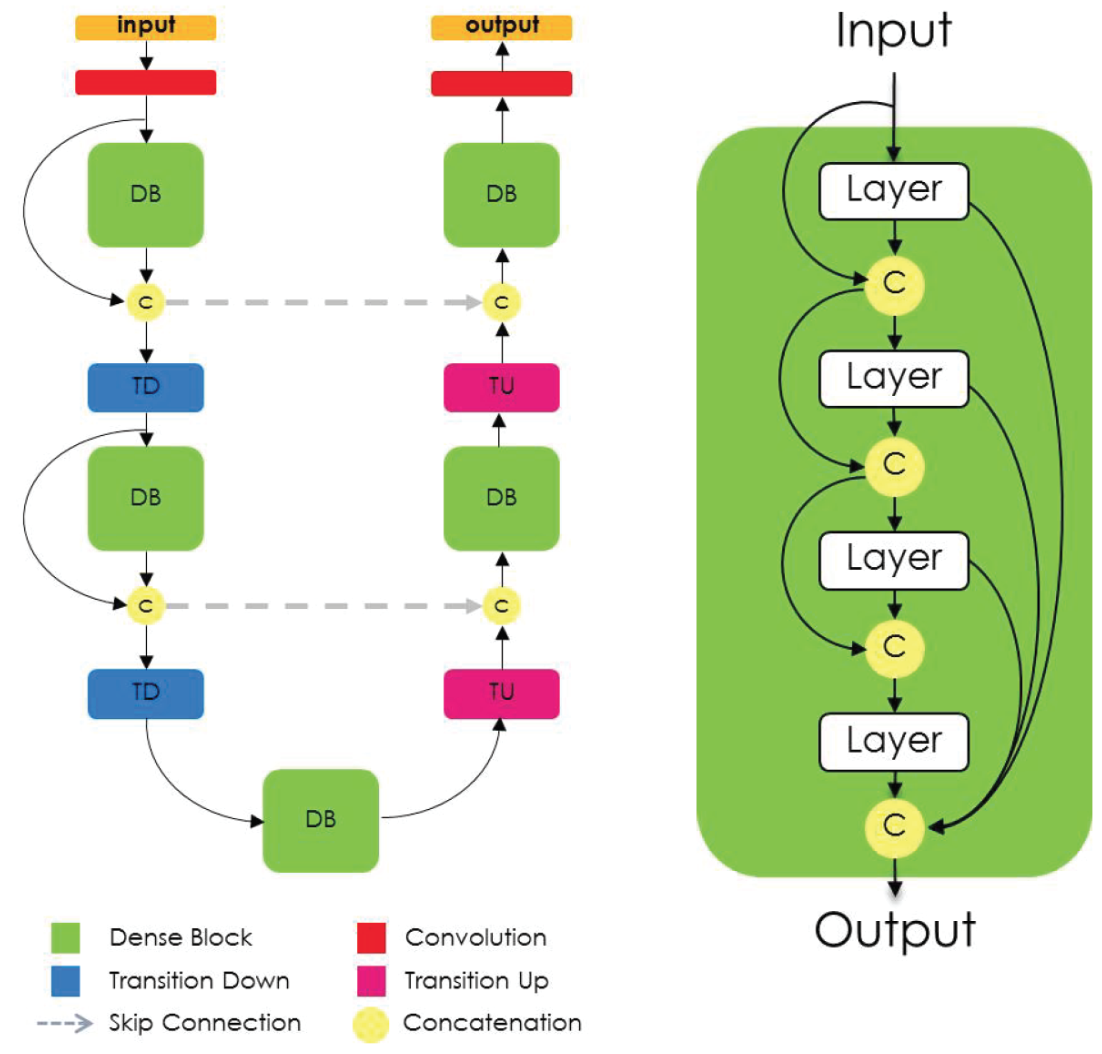 input
DB
C
TD
DB
C
TD
DB
output
DB
C
TU
DB
C
TU
Dense Block
Transition Down
Skip Connection
Convolution
Transition Up
Concatenation
Input
Layer
C
Layer
C
Layer
C
Layer
C
Output